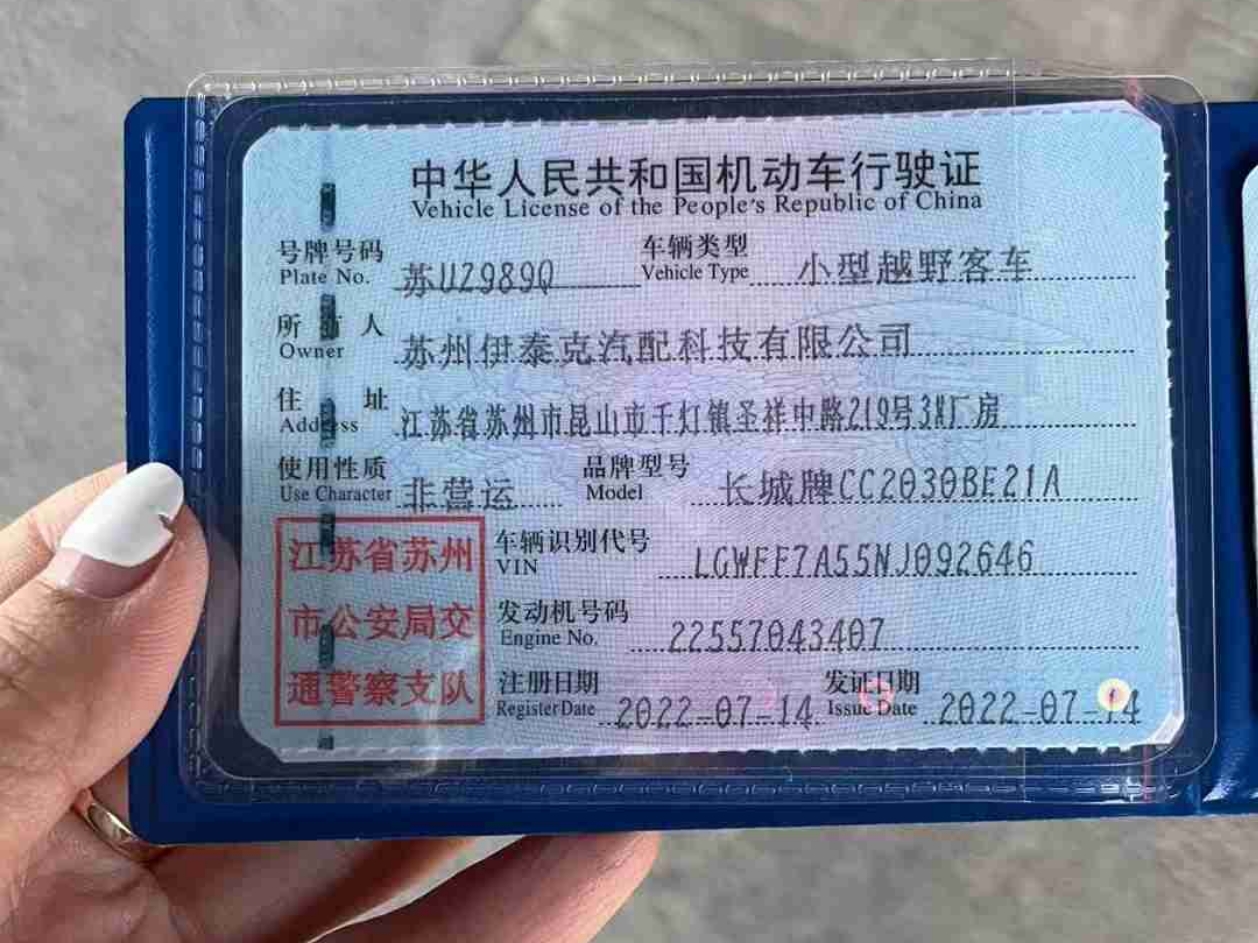 中华人民共和国机动车行驶证
Vehicle License of the People's Republic of China
号牌号码 苏UZ989Q 车辆类型 小型越野客车
Plate No. Vehicle Type
所有人 苏州伊泰克汽配科技有限公司
Owner
住址 江苏省苏州市昆山市千灯镇圣祥中路219号3#厂房
Address
使用性质 非营运 品牌型号 长城牌CC2030BE21A
Use Character Model
江苏省苏州
市公安局交
通警察支队
车辆识别代号 LGWFF7A55NJ092646
VIN
发动机号码 22557043407
Engine No.
注册日期 2022-07-14 发证日期 2022-07-14
Register Date Issue Date